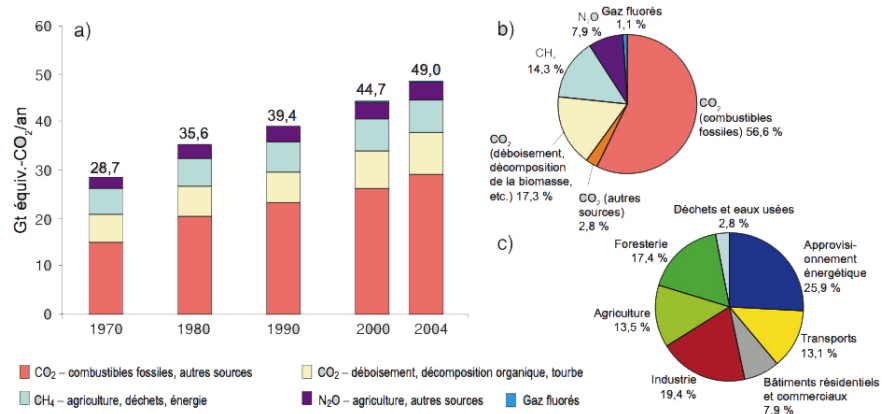 a)
Gt équiv.-CO₂/an
60
50
40
30
20
10
0
28,7
35,6
39,4
44,7
49,0
1970
1980
1990
2000
2004
CO₂ – combustibles fossiles, autres sources
CO₂ – déboisement, décomposition organique, tourbe
CH₄ – agriculture, déchets, énergie
N₂O – agriculture, autres sources
Gaz fluorés
b)
Gaz fluorés
1,1 %
N₂O
7,9 %
CH₄
14,3 %
CO₂
(combustibles
fossiles) 56,6 %
CO₂
(déboisement,
décomposition
de la biomasse,
etc.) 17,3 %
CO₂ (autres
sources)
2,8 %
c)
Déchets et eaux usées
2,8 %
Foresterie
17,4 %
Approvisi-
onnement
énergétique
25,9 %
Agriculture
13,5 %
Transports
13,1 %
Industrie
19,4 %
Bâtiments résidentiels
et commerciaux
7,9 %